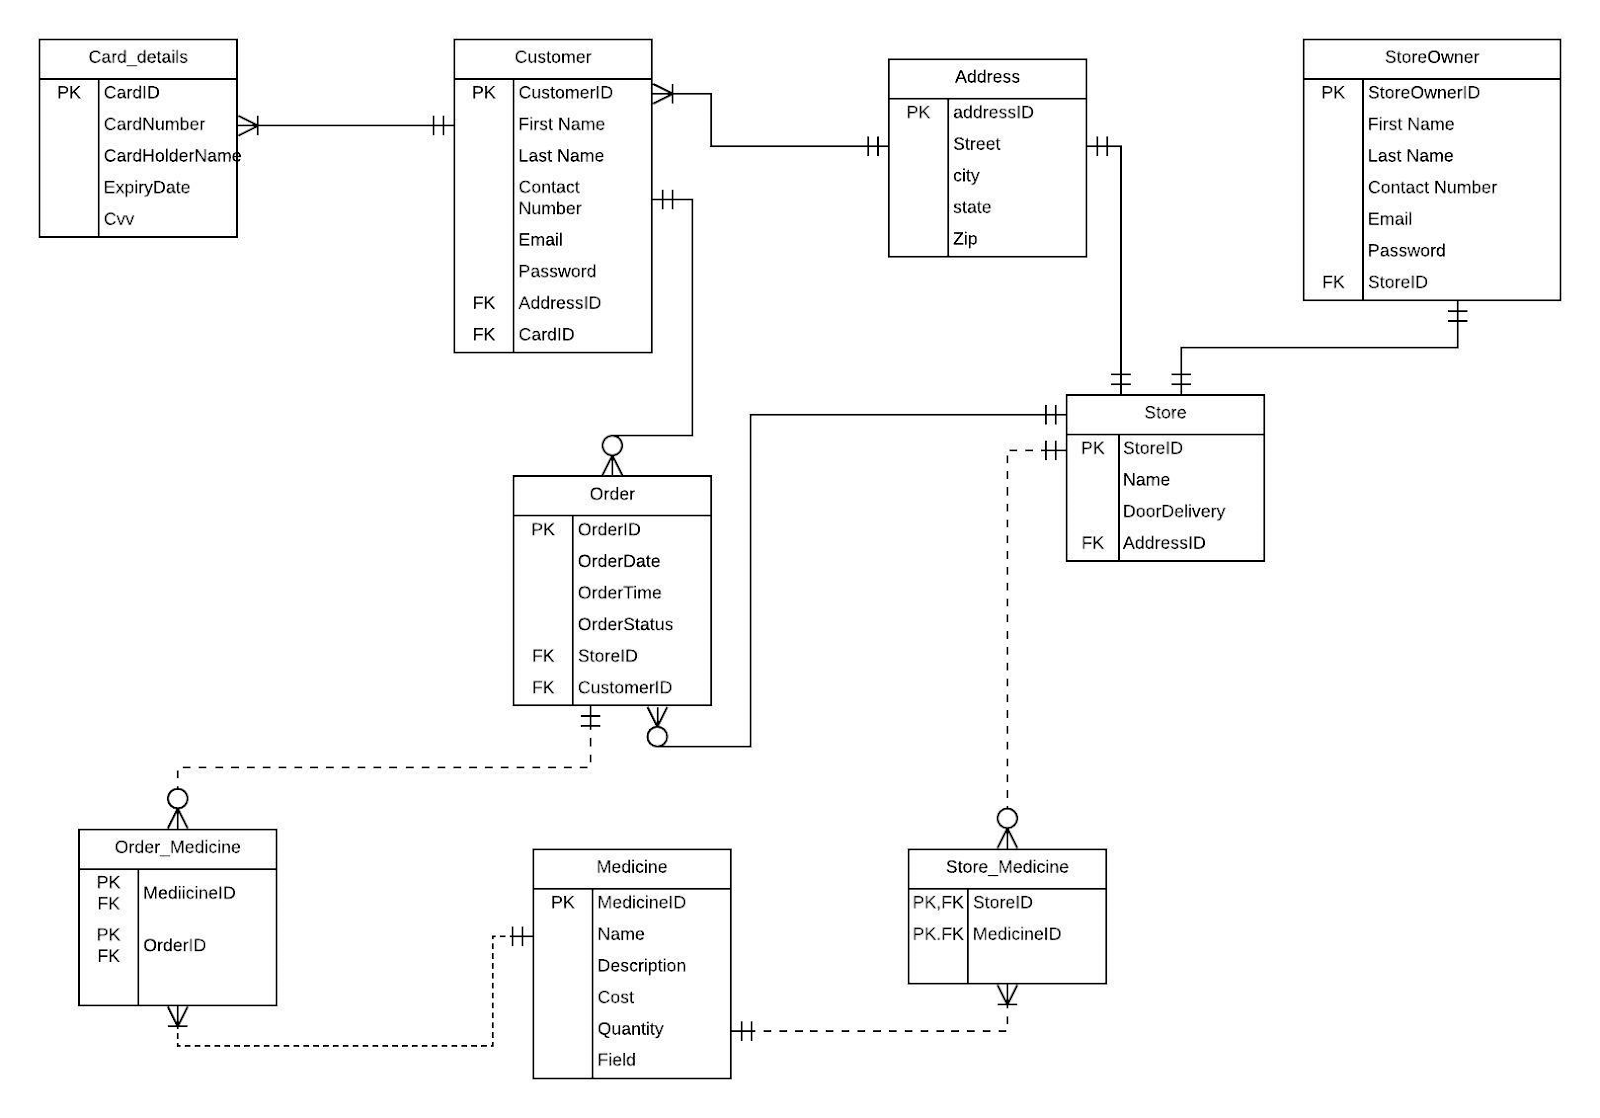 Card_details
PK CardID
CardNumber
CardHolderName
ExpiryDate
Cvv
Customer
PK CustomerID
First Name
Last Name
Contact
Number
Email
Password
FK AddressID
FK CardID
Address
PK addressID
Street
city
state
Zip
StoreOwner
PK StoreOwnerID
First Name
Last Name
Contact Number
Email
Password
FK StoreID
Store
PK StoreID
Name
DoorDelivery
FK AddressID
Order
PK OrderID
OrderDate
OrderTime
OrderStatus
FK StoreID
FK CustomerID
Order_Medicine
PK
FK
MediicineID
PK
FK
OrderID
Medicine
PK MedicineID
Name
Description
Cost
Quantity
Field
Store_Medicine
PK,FK StoreID
PK.FK MedicineID